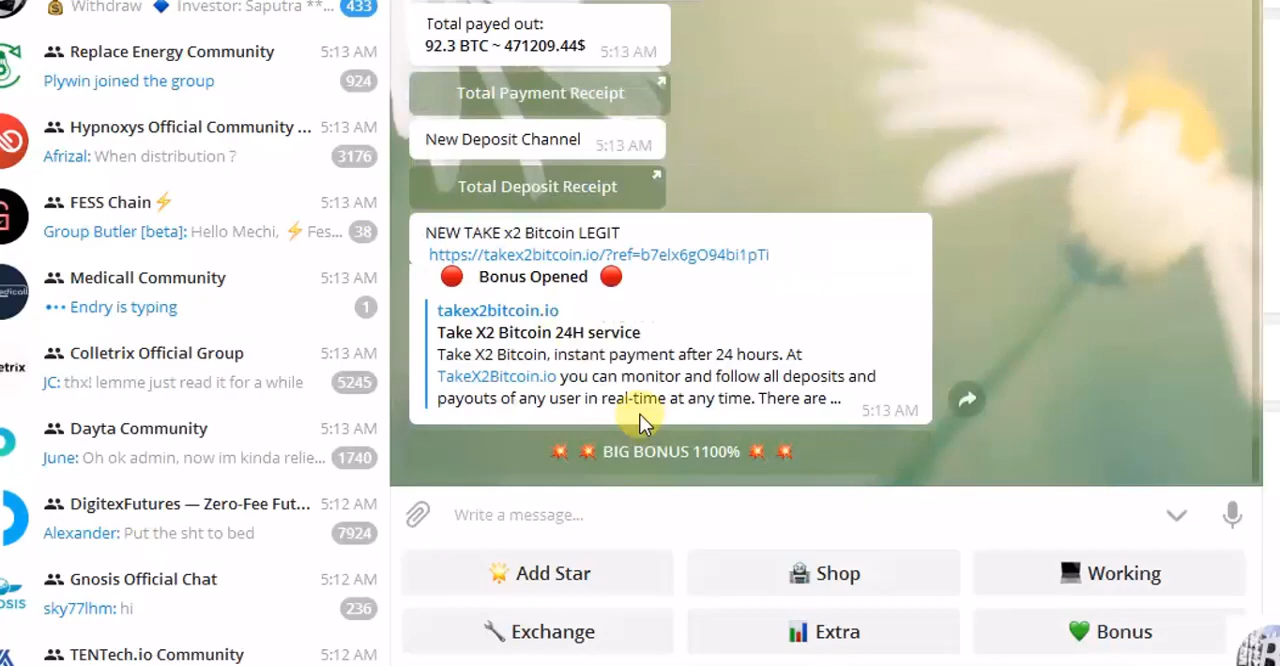 Withdraw 🔷 Investor: Saputra **... 433
Replace Energy Community 5:13 AM
Plywin joined the group 924
Hypnoxys Official Community ... 5:13 AM
Afrizal: When distribution ? 3176
FESS Chain⚡ 5:13 AM
Group Butler [beta]: Hello Mechi, ⚡Fes... 38
Medicall Community 5:13 AM
••• Endry is typing 1
Colletrix Official Group 5:13 AM
JC: thx! lemme just read it for a while 5245
Dayta Community 5:13 AM
June: Oh ok admin, now im kinda relie... 1740
DigitexFutures — Zero-Fee Fut... 5:12 AM
Alexander: Put the sht to bed 7924
Gnosis Official Chat 5:12 AM
sky77lhm: hi 236
TENTech.io Community 5:12 AM
Total payed out:
92.3 BTC ~ 471209.44$ 5:13 AM
Total Payment Receipt
New Deposit Channel 5:13 AM
Total Deposit Receipt
NEW TAKE x2 Bitcoin LEGIT
https://takex2bitcoin.io/?ref=b7elx6gO94bi1pTi
🔴 Bonus Opened 🔴
takex2bitcoin.io
Take X2 Bitcoin 24H service
Take X2 Bitcoin, instant payment after 24 hours. At
TakeX2Bitcoin.io you can monitor and follow all deposits and
payouts of any user in real-time at any time. There are ...
5:13 AM
💥 💥 BIG BONUS 1100% 💥 💥
Write a message...
🌟 Add Star
🏧 Shop
💻 Working
🔧 Exchange
📊 Extra
💚 Bonus